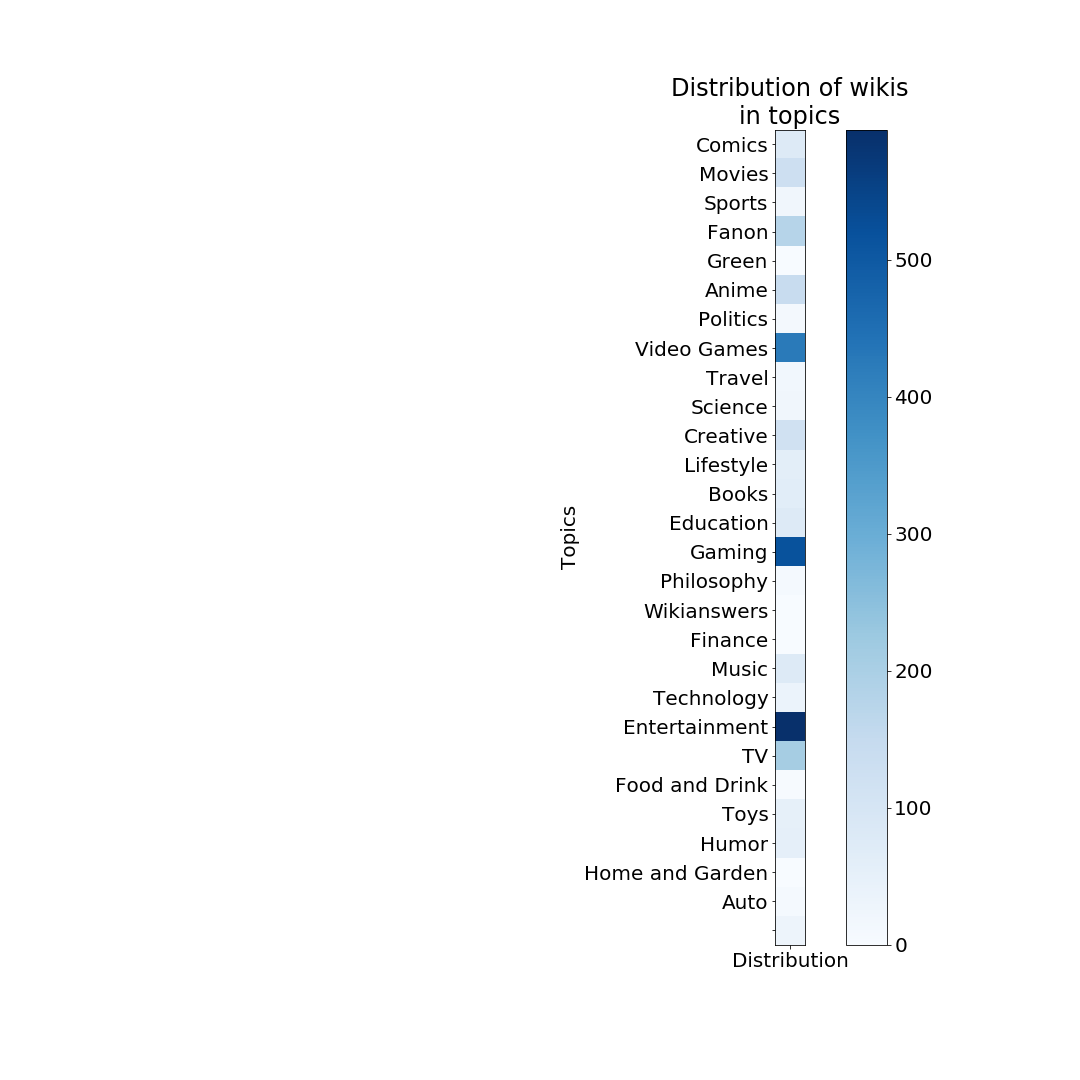 Distribution of wikis
in topics
Comics
Movies
Sports
Fanon
Green
Anime
Politics
Video Games
Travel
Science
Creative
Lifestyle
Books
Education
Gaming
Philosophy
Wikianswers
Finance
Music
Technology
Entertainment
TV
Food and Drink
Toys
Humor
Home and Garden
Auto
Topics
Distribution
500
400
300
200
100
0